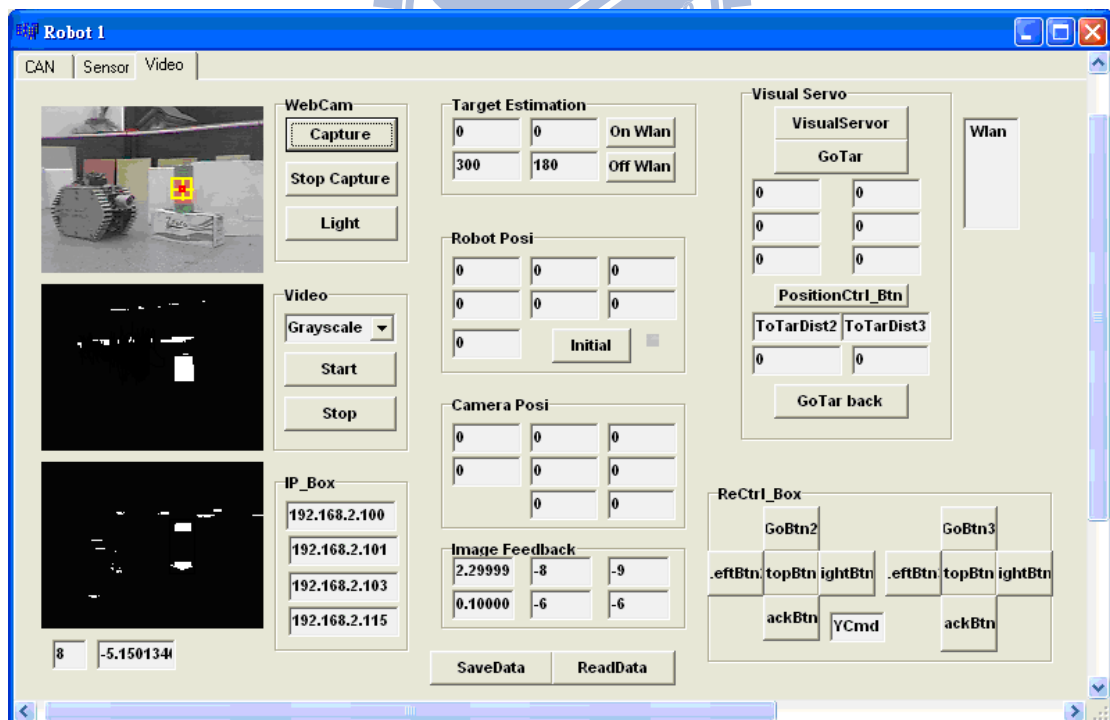 Robot 1
CAN Sensor Video
WebCam
Capture
Stop Capture
Light
Video
Grayscale
Start
Stop
IP_Box
192.168.2.100
192.168.2.101
192.168.2.103
192.168.2.115
8 -5.1501340
Target Estimation
0 0 On Wlan
300 180 Off Wlan
Robot Posi
0 0 0
0 0 0
0 Initial
Camera Posi
0 0 0
0 0 0
0 0
Image Feedback
2.29999 -8 -9
0.10000 -6 -6
SaveData ReadData
Visual Servo
VisualServor
GoTar
0 0
0 0
0 0
PositionCtrl_Btn
ToTarDist2 ToTarDist3
0 0
GoTar back
Wlan
ReCtrl_Box
GoBtn2 GoBtn3
.eftBtn: topBtn ightBtn .eftBtn: topBtn ightBtn
ackBtn YCmd ackBtn